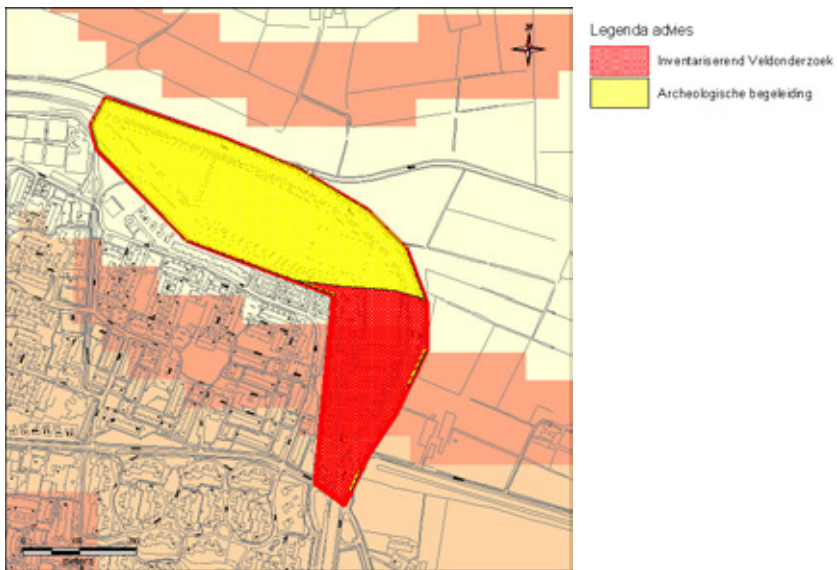 Legenda advies
Inventariserend Veldonderzoek
Archeologische begeleiding
meters